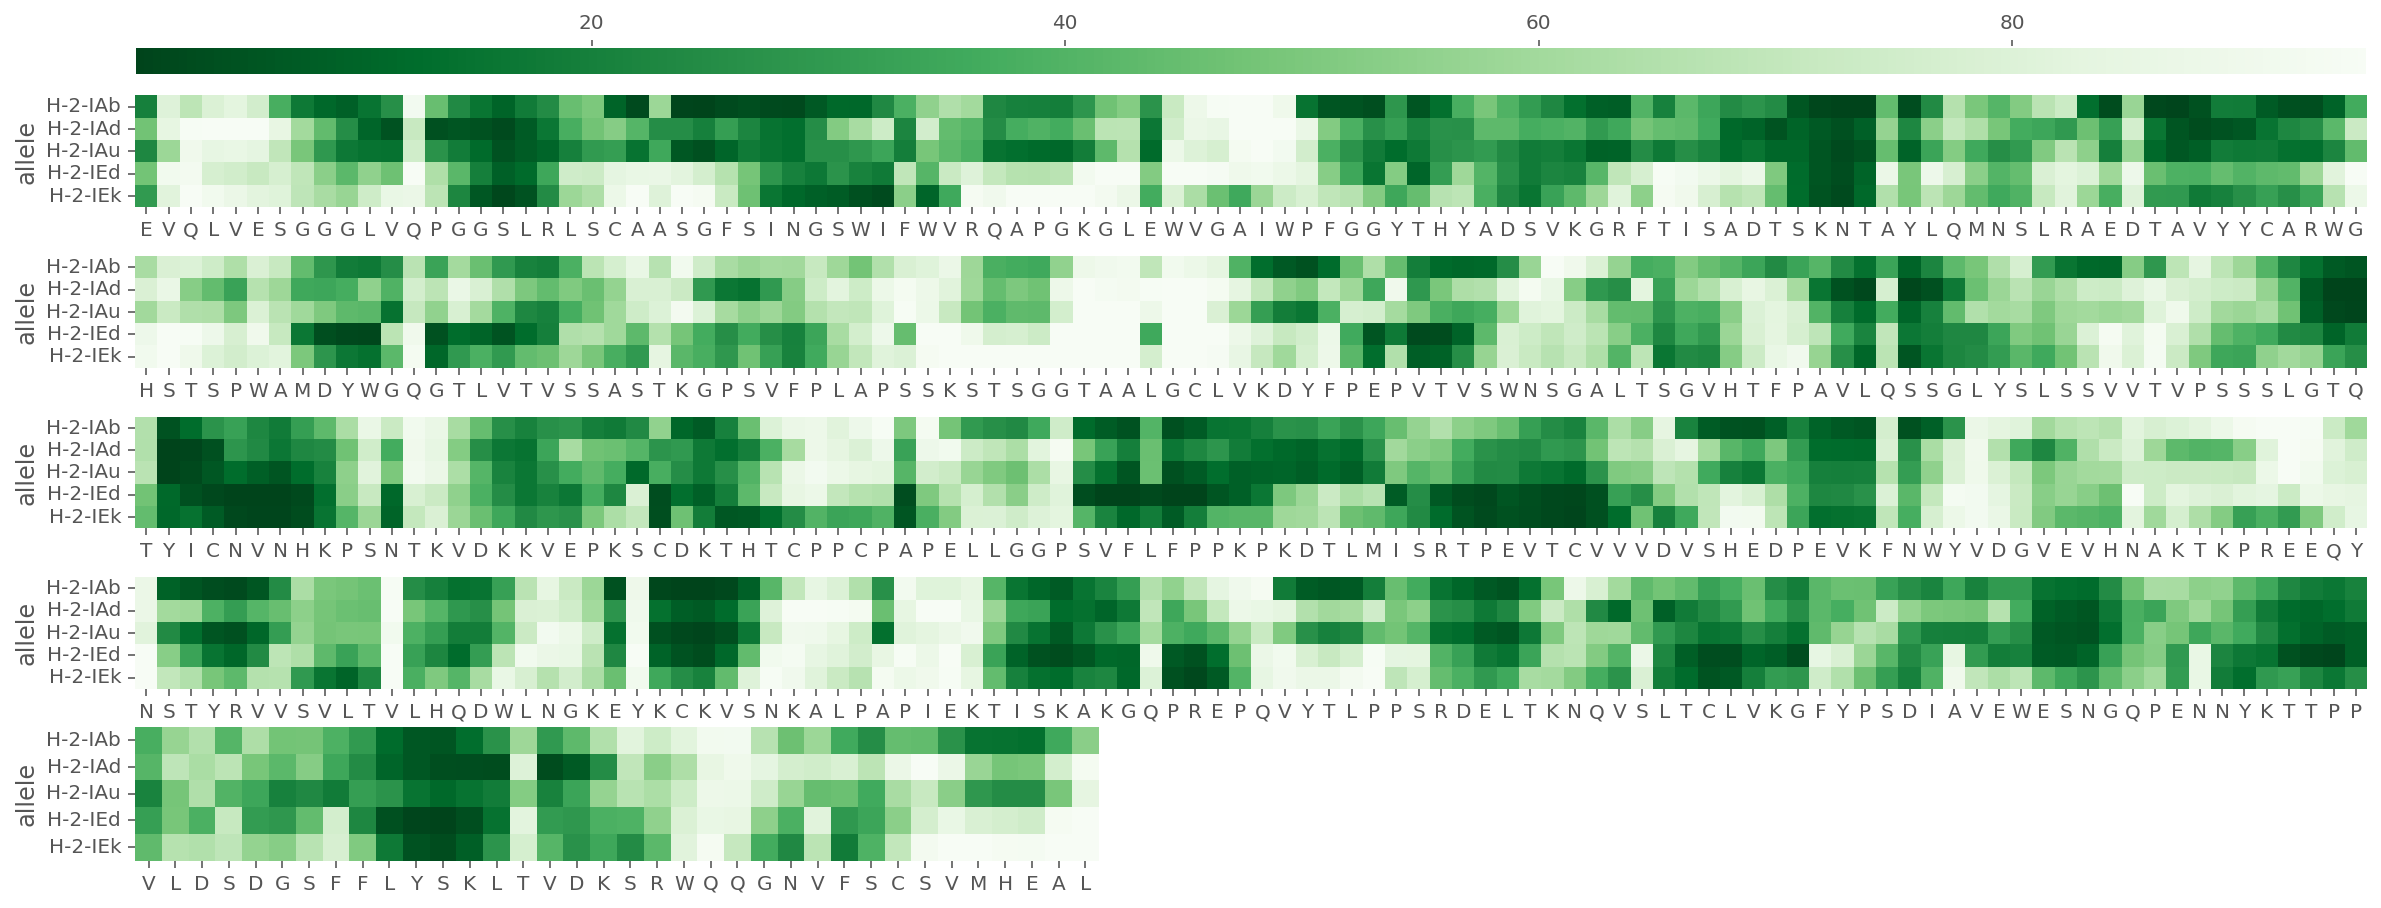 20 40 60 80
H-2-IAb
H-2-IAd
H-2-IAu
H-2-IEd
H-2-IEk
allele
E V Q L V E S G G G L V Q P G G S L R L S C A A S G F S I N G S W I F W V R Q A P G K G L E W V G A I W P F G G Y T H Y A D S V K G R F T I S A D T S K N T A Y L Q M N S L R A E D T A V Y Y C A R W G
H-2-IAb
H-2-IAd
H-2-IAu
H-2-IEd
H-2-IEk
allele
H S T S P W A M D Y W G Q G T L V T V S S A S T K G P S V F P L A P S S K S T S G G T A A L G C L V K D Y F P E P V T V S W N S G A L T S G V H T F P A V L Q S S G L Y S L S S V V T V P S S S L G T Q
H-2-IAb
H-2-IAd
H-2-IAu
H-2-IEd
H-2-IEk
allele
T Y I C N V N H K P S N T K V D K K V E P K S C D K T H T C P P C P A P E L L G G P S V F L F P P K P K D T L M I S R T P E V T C V V V D V S H E D P E V K F N W Y V D G V E V H N A K T K P R E E Q Y
H-2-IAb
H-2-IAd
H-2-IAu
H-2-IEd
H-2-IEk
allele
N S T Y R V V S V L T V L H Q D W L N G K E Y K C K V S N K A L P A P I E K T I S K A K G Q P R E P Q V Y T L P P S R D E L T K N Q V S L T C L V K G F Y P S D I A V E W E S N G Q P E N N Y K T T P P
H-2-IAb
H-2-IAd
H-2-IAu
H-2-IEd
H-2-IEk
allele
V L D S D G S F F L Y S K L T V D K S R W Q Q G N V F S C S V M H E A L